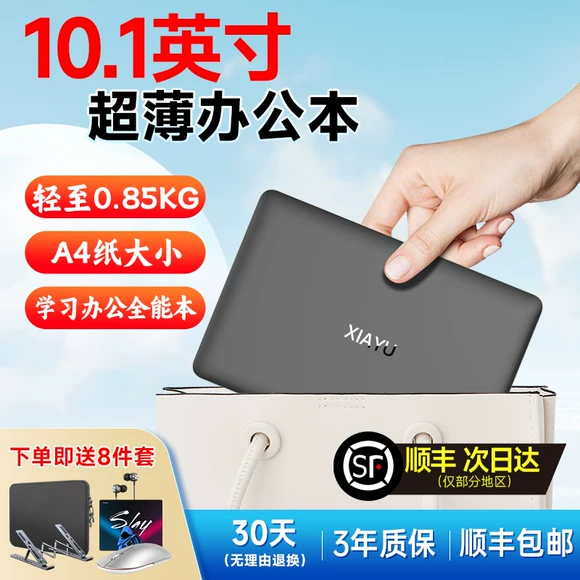 10.1英寸
超薄办公本
轻至0.85KG
A4纸大小
学习办公全能本
XIAYU
下单即送8件套
Slay
SF
顺丰 次日达
(仅部分地区)
30天
(无理由退换)
3年质保
顺丰包邮